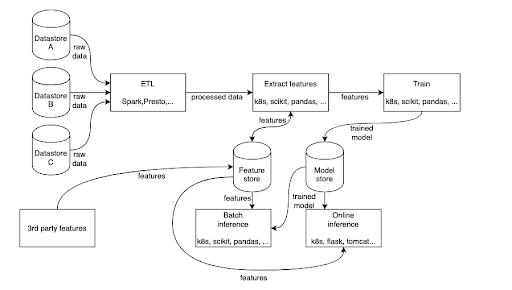 Datastore
A
raw
data
Datastore
B
raw
data
Datastore
C
raw
data
ETL
Spark,Presto,...
processed data
Extract features
k8s, scikit, pandas, ...
features
Train
k8s, scikit, pandas, ...
features
trained
model
Feature
store
Model
store
features
features
trained
model
3rd party features
Batch
inference
k8s, scikit, pandas, ...
Online
inference
k8s, flask, tomcat...
features